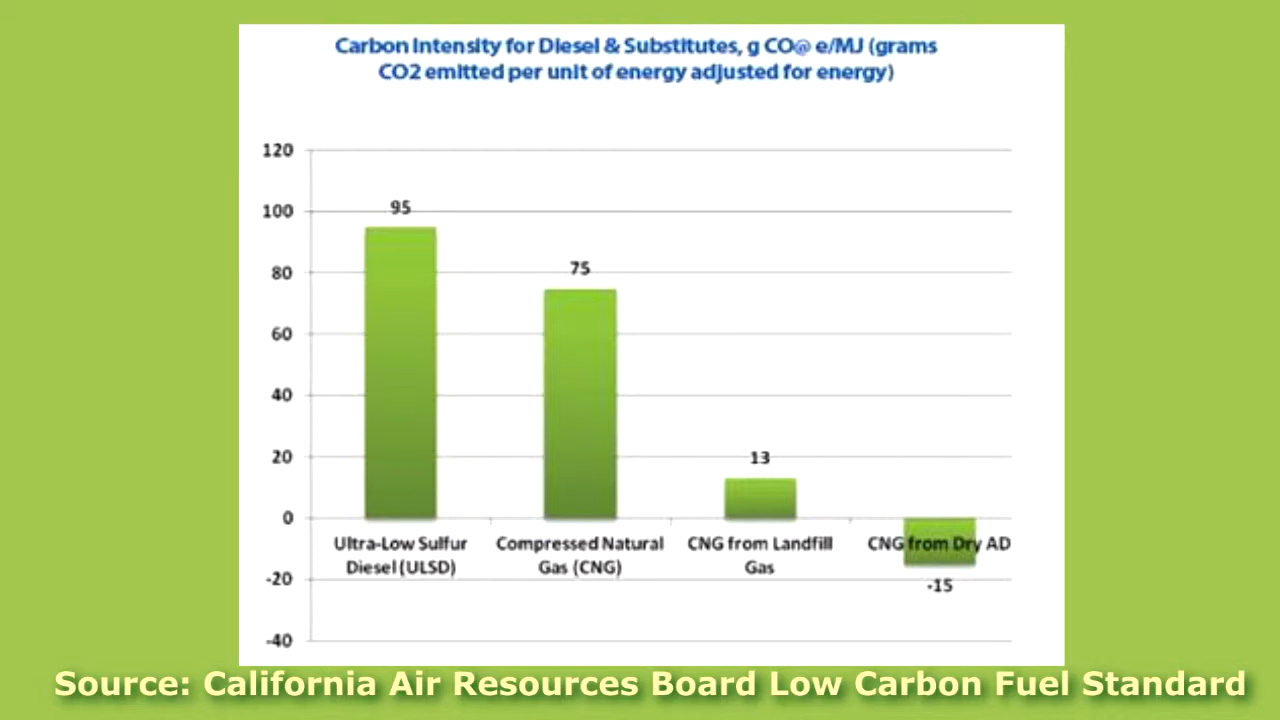 Carbon Intensity for Diesel & Substitutes, g CO@ e/MJ (grams
CO2 emitted per unit of energy adjusted for energy)
120
100
80
60
40
20
0
-20
-40
95
75
13
-15
Ultra-Low Sulfur
Diesel (ULSD)
Compressed Natural
Gas (CNG)
CNG from Landfill
Gas
CNG from Dry AD
Source: California Air Resources Board Low Carbon Fuel Standard